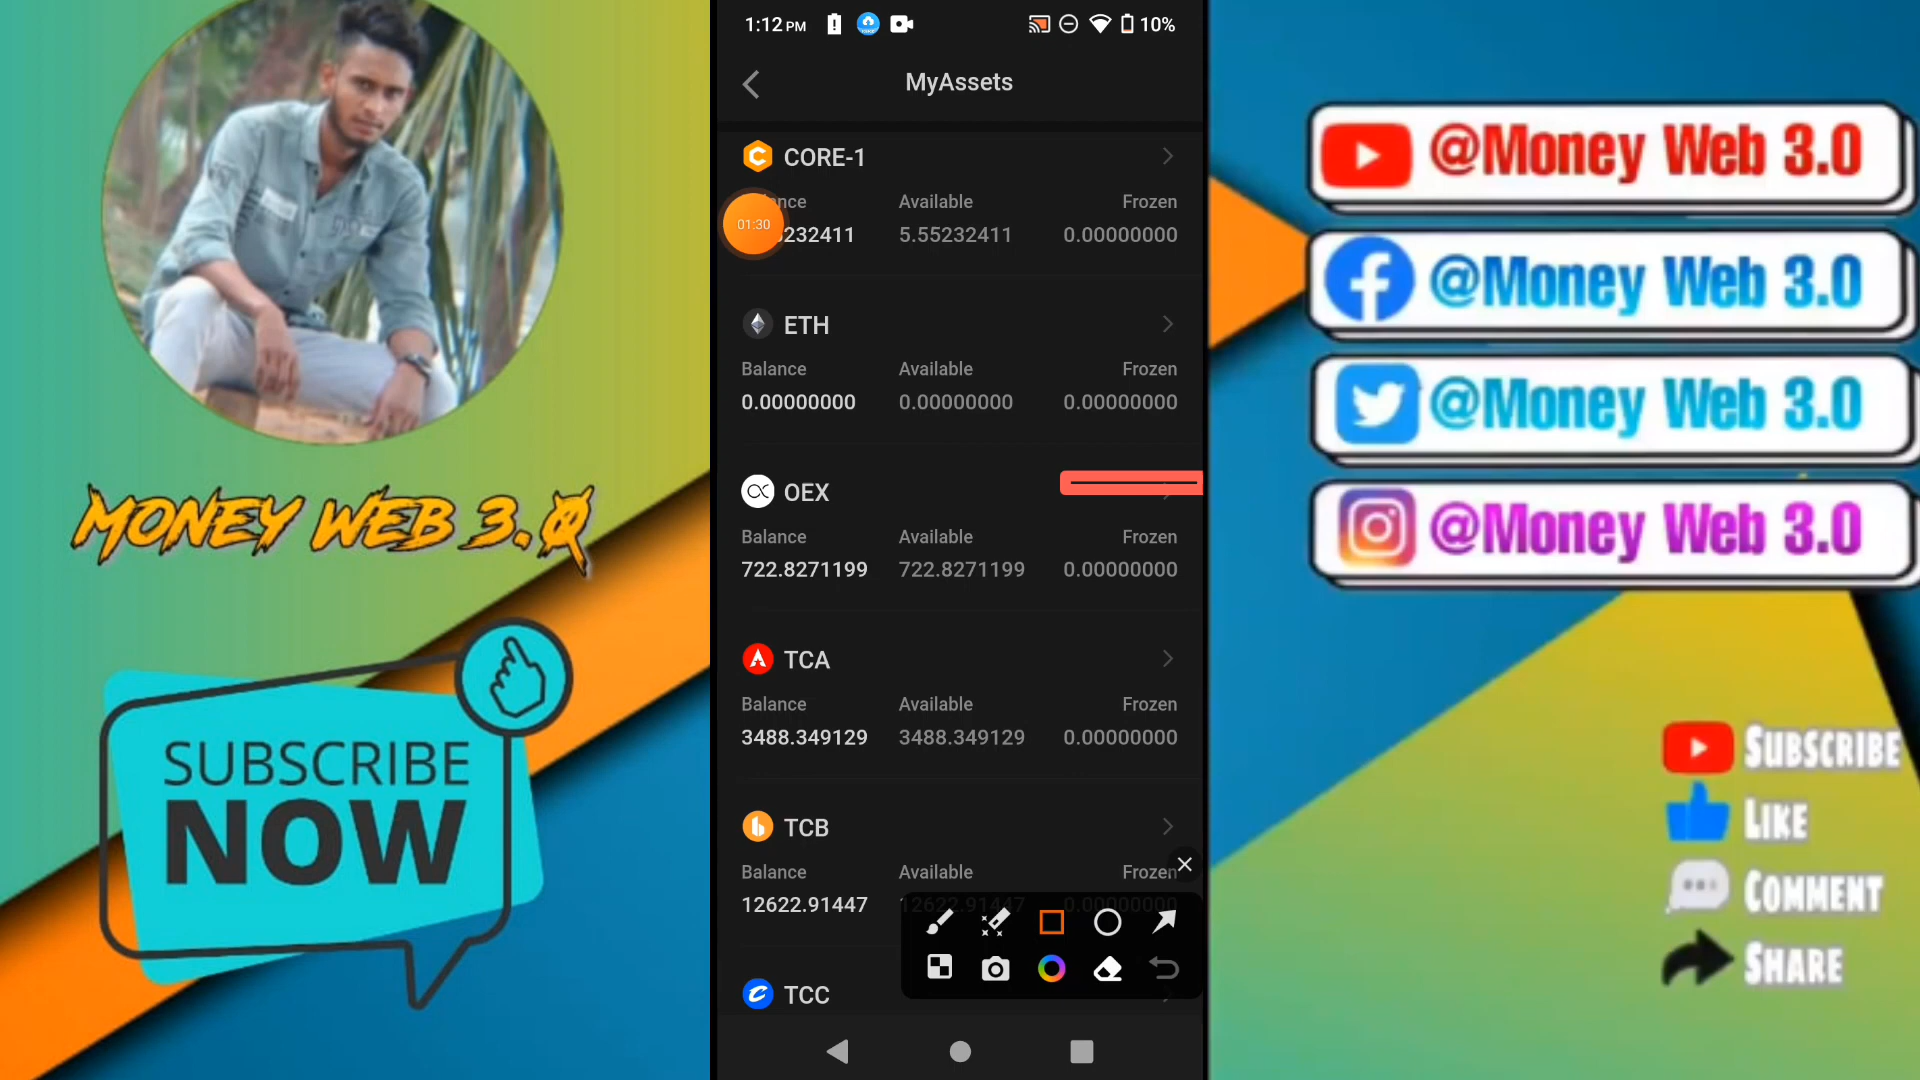 MONEY WEB 3.0
SUBSCRIBE
NOW
1:12 PM
10%
MyAssets
CORE-1
Available
Frozen
01:30
5.55232411
0.00000000
ETH
Balance
Available
Frozen
0.00000000
0.00000000
0.00000000
OEX
Balance
Available
Frozen
722.8271199
722.8271199
0.00000000
TCA
Balance
Available
Frozen
3488.349129
3488.349129
0.00000000
TCB
Balance
Available
Frozen
12622.91447
12622.91447
0.00000000
TCC
@Money Web 3.0
@Money Web 3.0
@Money Web 3.0
@Money Web 3.0
SUBSCRIBE
LIKE
COMMENT
SHARE